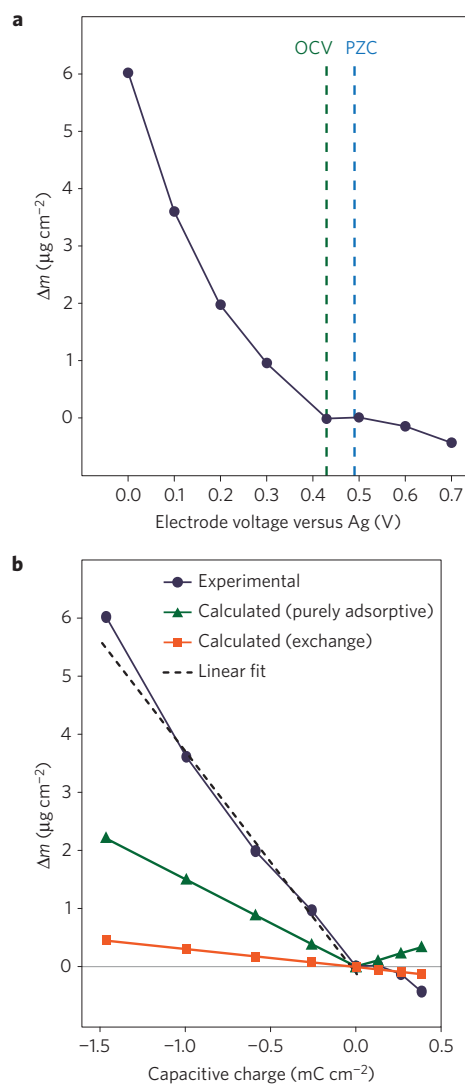 a
OCV PZC
6
5
4
3
2
1
0
Δm (μg cm⁻²)
0.0 0.1 0.2 0.3 0.4 0.5 0.6 0.7
Electrode voltage versus Ag (V)
b
Experimental
Calculated (purely adsorptive)
Calculated (exchange)
Linear fit
6
5
4
3
2
1
0
Δm (μg cm⁻²)
−1.5 −1.0 −0.5 0.0 0.5
Capacitive charge (mC cm⁻²)